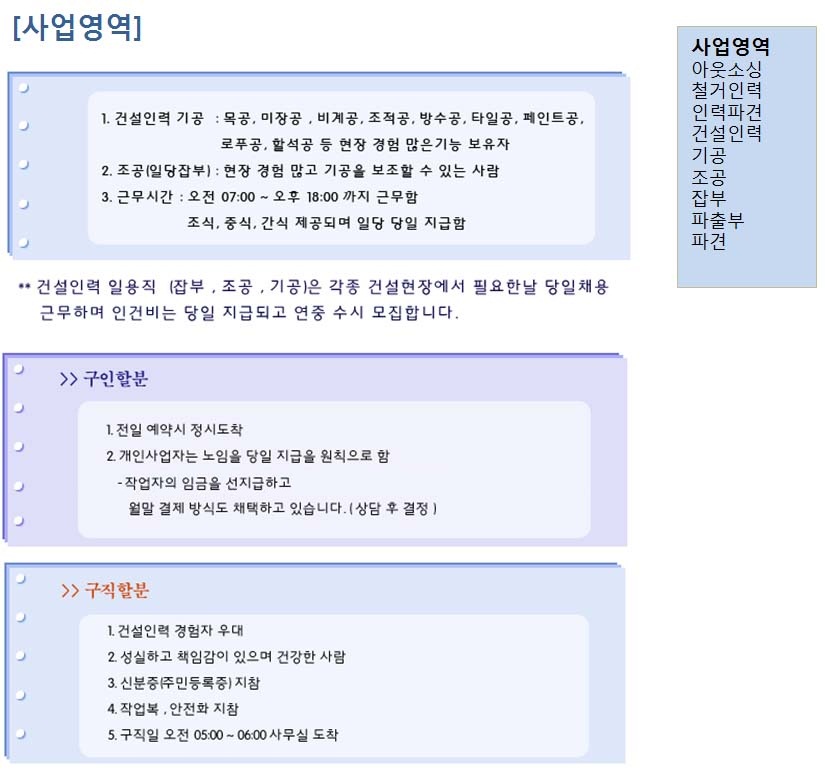 [사업영역]
1. 건설인력 기공 : 목공, 미장공 , 비계공, 조적공, 방수공, 타일공, 페인트공,
로푸공, 할석공 등 현장 경험 많은기능 보유자
2. 조공(일당잡부) : 현장 경험 많고 기공을 보조할 수 있는 사람
3. 근무시간 : 오전 07:00 ~ 오후 18:00 까지 근무함
조식, 중식, 간식 제공되며 일당 당일 지급함
** 건설인력 일용직 (잡부 , 조공 , 기공)은 각종 건설현장에서 필요한날 당일채용
근무하며 인건비는 당일 지급되고 연중 수시 모집합니다.
>> 구인할분
1. 전일 예약시 정시도착
2. 개인사업자는 노임을 당일 지급을 원칙으로 함
- 작업자의 임금을 선지급하고
월말 결제 방식도 채택하고 있습니다. ( 상담 후 결정 )
>> 구직할분
1. 건설인력 경험자 우대
2. 성실하고 책임감이 있으며 건강한 사람
3. 신분증(주민등록증) 지참
4. 작업복 , 안전화 지참
5. 구직일 오전 05:00 ~ 06:00 사무실 도착
사업영역
아웃소싱
철거인력
인력파견
건설인력
기공
조공
잡부
파출부
파견